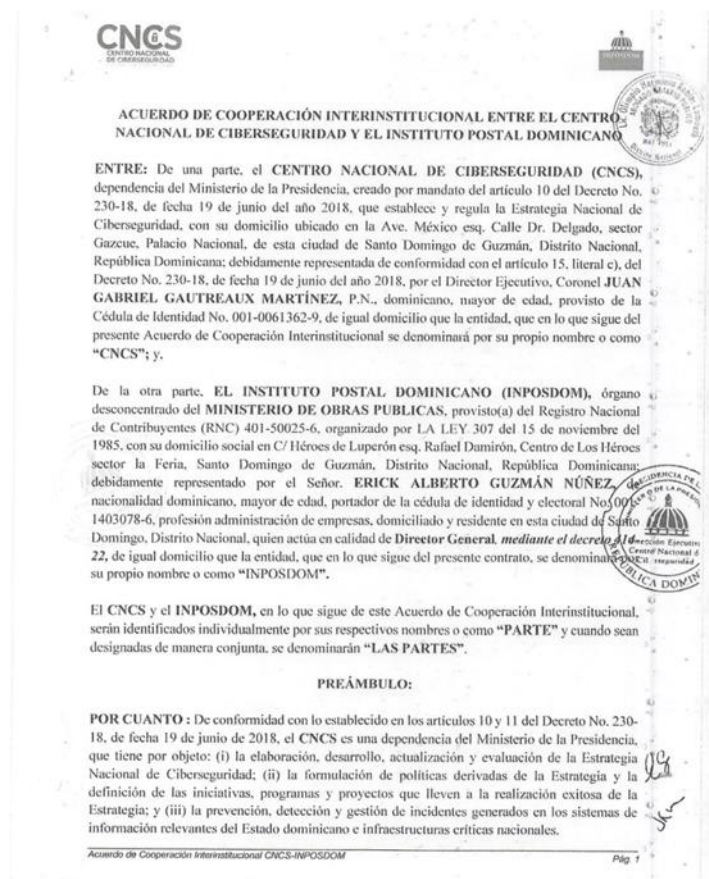 CNCS
CENTRO NACIONAL
DE CIBERSEGURIDAD
INPOSDOM
ACUERDO DE COOPERACIÓN INTERINSTITUCIONAL ENTRE EL CENTRO
NACIONAL DE CIBERSEGURIDAD Y EL INSTITUTO POSTAL DOMINICANO
ENTRE: De una parte, el CENTRO NACIONAL DE CIBERSEGURIDAD (CNCS),
dependencia del Ministerio de la Presidencia, creado por mandato del artículo 10 del Decreto No.
230-18, de fecha 19 de junio del año 2018, que establece y regula la Estrategia Nacional de
Ciberseguridad, con su domicilio ubicado en la Ave. México esq. Calle Dr. Delgado, sector
Gazcue, Palacio Nacional, de esta ciudad de Santo Domingo de Guzmán, Distrito Nacional,
República Dominicana; debidamente representada de conformidad con el artículo 15, literal c), del
Decreto No. 230-18, de fecha 19 de junio del año 2018, por el Director Ejecutivo, Coronel JUAN
GABRIEL GAUTREAUX MARTÍNEZ, P.N., dominicano, mayor de edad, provisto de la
Cédula de Identidad No. 001-0061362-9, de igual domicilio que la entidad, que en lo que sigue del
presente Acuerdo de Cooperación Interinstitucional se denominará por su propio nombre o como
“CNCS”; y,
De la otra parte, EL INSTITUTO POSTAL DOMINICANO (INPOSDOM), órgano
desconcentrado del MINISTERIO DE OBRAS PUBLICAS, provisto(a) del Registro Nacional
de Contribuyentes (RNC) 401-50025-6, organizado por LA LEY 307 del 15 de noviembre del
1985, con su domicilio social en C/ Héroes de Luperón esq. Rafael Damirón, Centro de Los Héroes
sector la Feria, Santo Domingo de Guzmán, Distrito Nacional, República Dominicana;
debidamente representado por el Señor. ERICK ALBERTO GUZMÁN NÚÑEZ, de
nacionalidad dominicano, mayor de edad, portador de la cédula de identidad y electoral No. 001-
1403078-6, profesión administración de empresas, domiciliado y residente en esta ciudad de Santo
Domingo, Distrito Nacional, quien actúa en calidad de Director General, mediante el decreto
22, de igual domicilio que la entidad, que en lo que sigue del presente contrato, se denominará por
su propio nombre o como “INPOSDOM”.
El CNCS y el INPOSDOM, en lo que sigue de este Acuerdo de Cooperación Interinstitucional,
serán identificados individualmente por sus respectivos nombres o como “PARTE” y cuando sean
designadas de manera conjunta, se denominarán “LAS PARTES”.
PREÁMBULO:
POR CUANTO : De conformidad con lo establecido en los artículos 10 y 11 del Decreto No. 230-
18, de fecha 19 de junio de 2018, el CNCS es una dependencia del Ministerio de la Presidencia,
que tiene por objeto: (i) la elaboración, desarrollo, actualización y evaluación de la Estrategia
Nacional de Ciberseguridad; (ii) la formulación de políticas derivadas de la Estrategia y la
definición de las iniciativas, programas y proyectos que lleven a la realización exitosa de la
Estrategia; y (iii) la prevención, detección y gestión de incidentes generados en los sistemas de
información relevantes del Estado dominicano e infraestructuras críticas nacionales.
Acuerdo de Cooperación Interinstitucional CNCS-INPOSDOM
Pág. 1